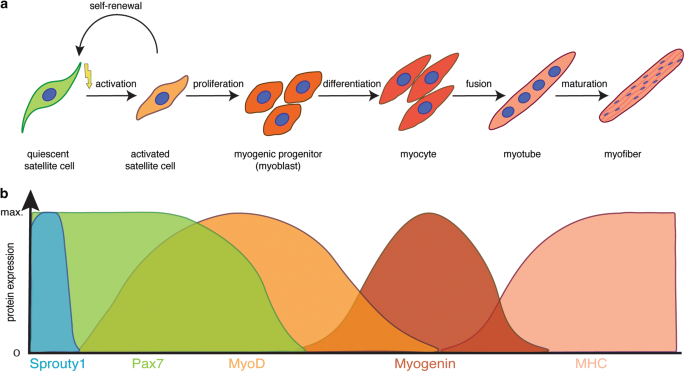 a
self-renewal
activation
proliferation
differentiation
fusion
maturation
quiescent
satellite cell
activated
satellite cell
myogenic progenitor
(myoblast)
myocyte
myotube
myofiber
b
max.
protein expression
0
Sprouty1
Pax7
MyoD
Myogenin
MHC